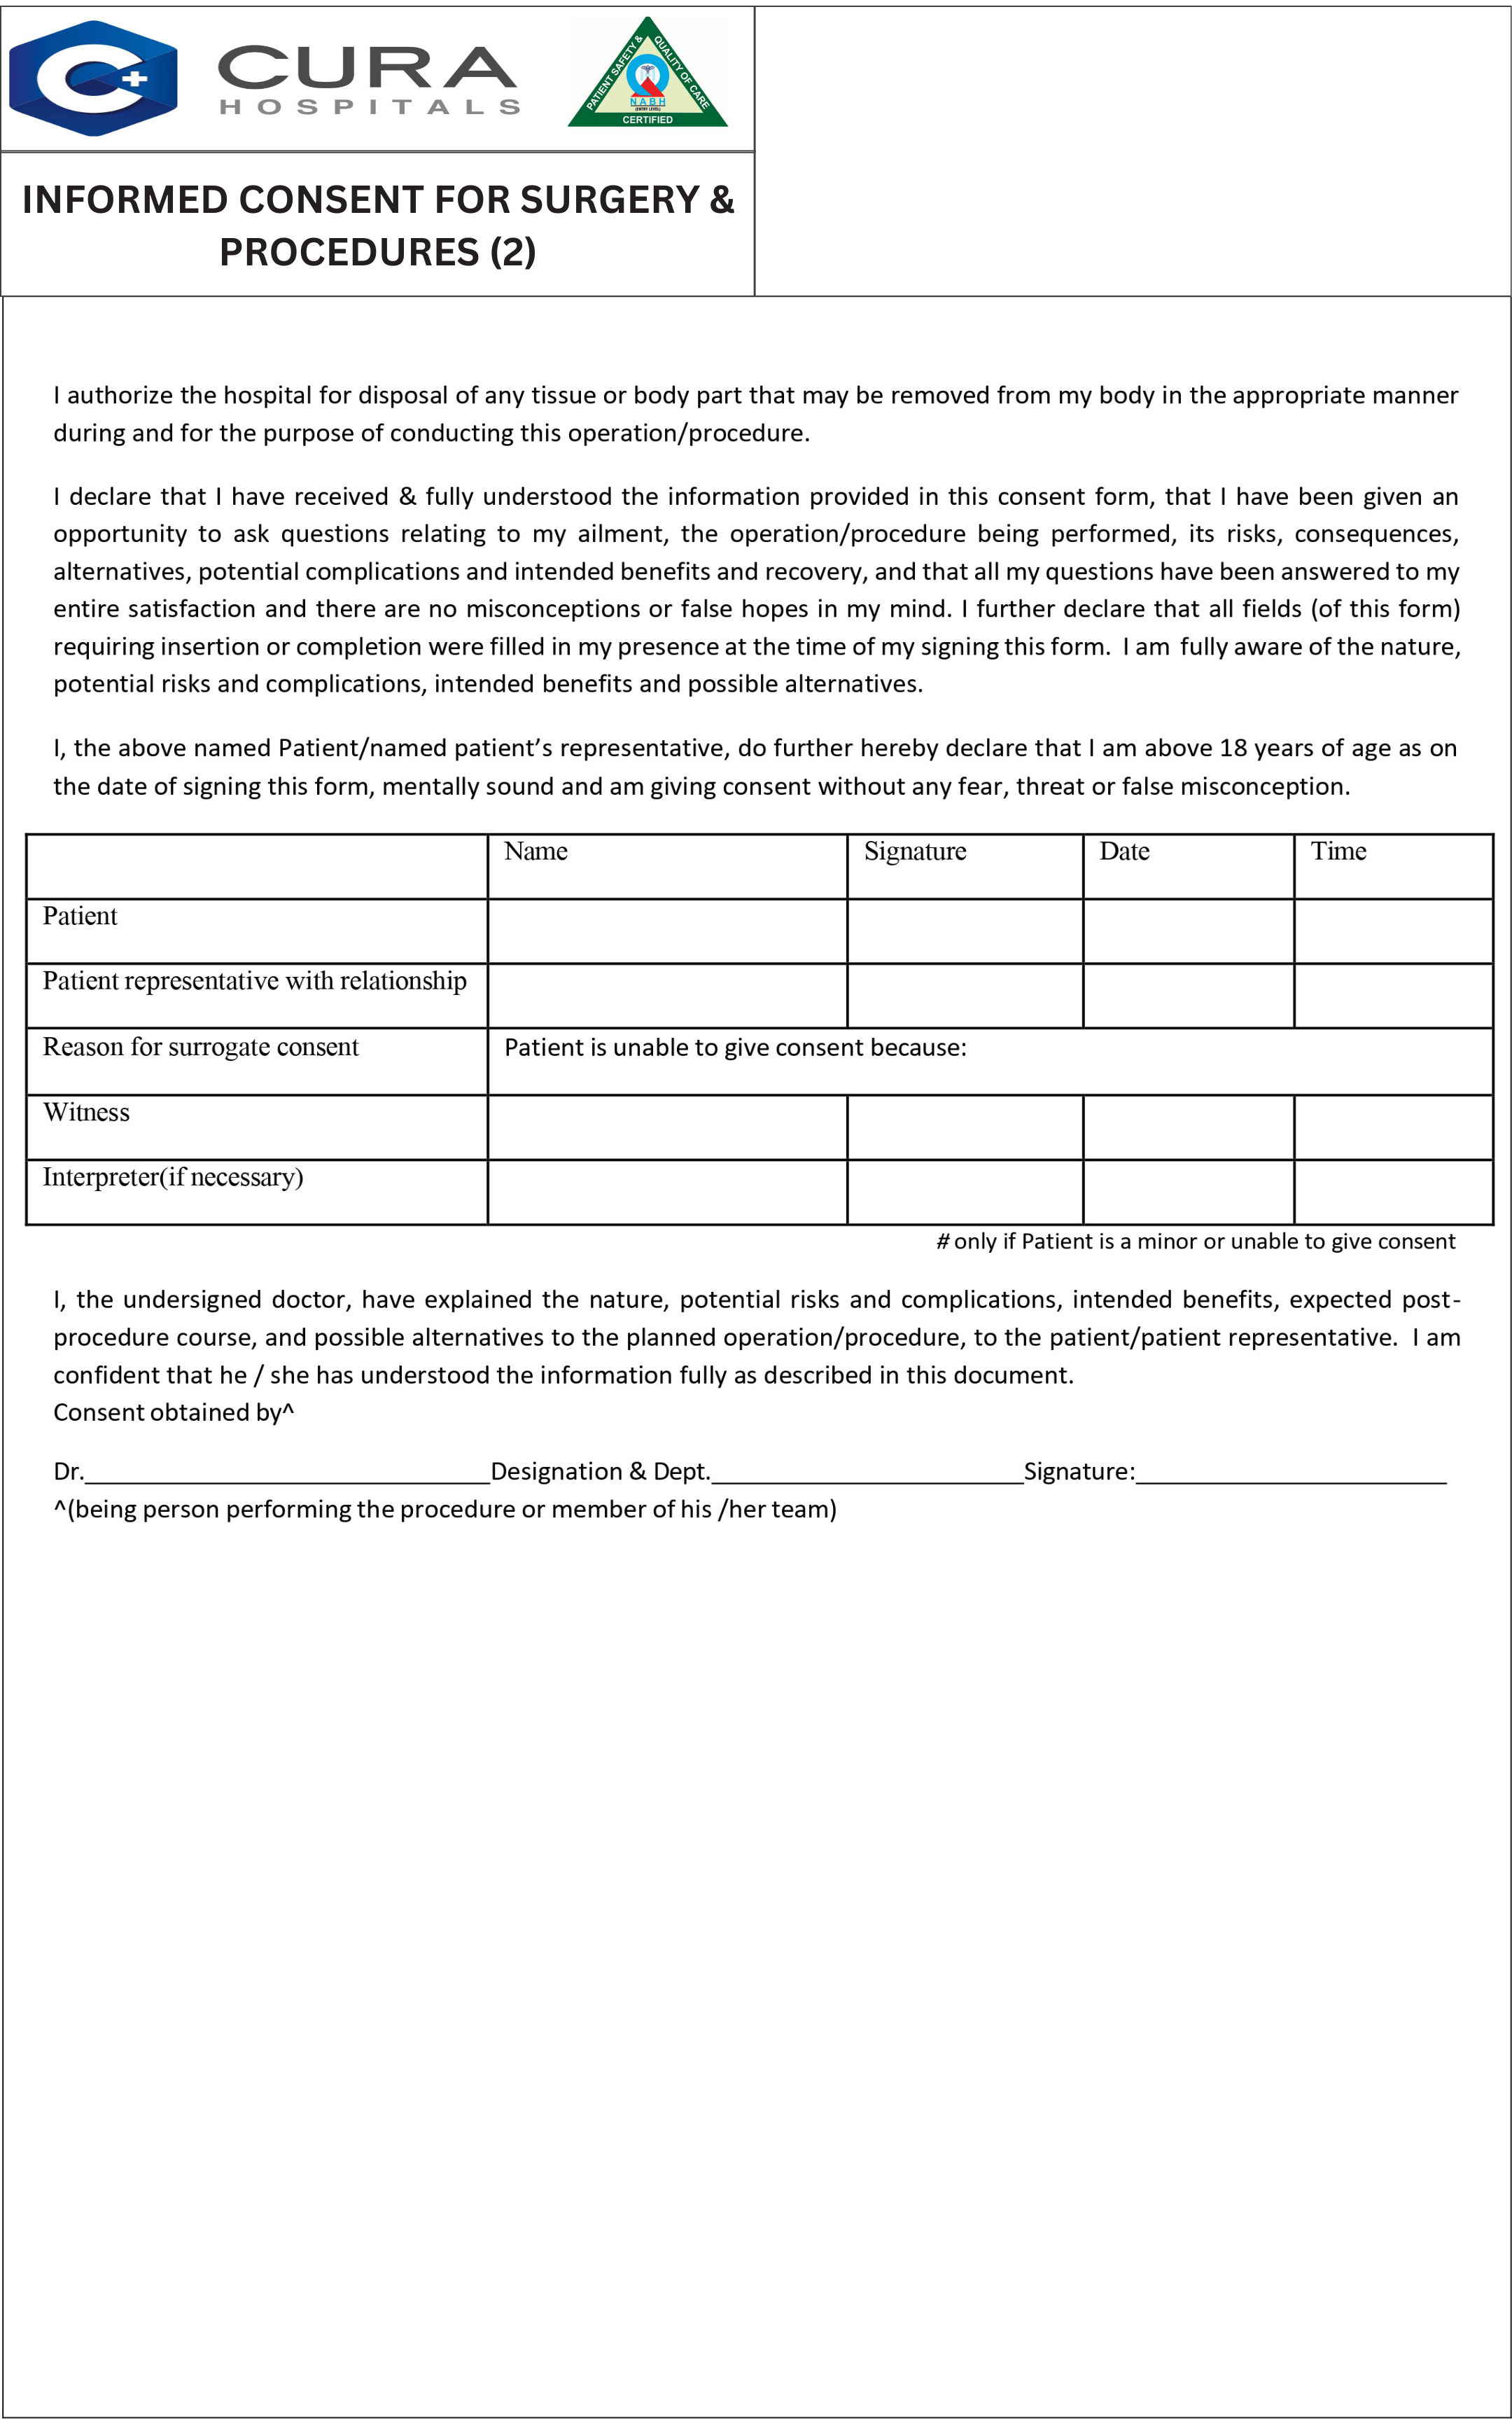 CURA
HOSPITALS
PATIENT SAFETY & QUALITY OF CARE
NABH
(ENTRY LEVEL)
CERTIFIED
INFORMED CONSENT FOR SURGERY &
PROCEDURES (2)
I authorize the hospital for disposal of any tissue or body part that may be removed from my body in the appropriate manner
during and for the purpose of conducting this operation/procedure.
I declare that I have received & fully understood the information provided in this consent form, that I have been given an
opportunity to ask questions relating to my ailment, the operation/procedure being performed, its risks, consequences,
alternatives, potential complications and intended benefits and recovery, and that all my questions have been answered to my
entire satisfaction and there are no misconceptions or false hopes in my mind. I further declare that all fields (of this form)
requiring insertion or completion were filled in my presence at the time of my signing this form. I am fully aware of the nature,
potential risks and complications, intended benefits and possible alternatives.
I, the above named Patient/named patient’s representative, do further hereby declare that I am above 18 years of age as on
the date of signing this form, mentally sound and am giving consent without any fear, threat or false misconception.
Name Signature Date Time
Patient
Patient representative with relationship
Reason for surrogate consent Patient is unable to give consent because:
Witness
Interpreter(if necessary)
# only if Patient is a minor or unable to give consent
I, the undersigned doctor, have explained the nature, potential risks and complications, intended benefits, expected post-
procedure course, and possible alternatives to the planned operation/procedure, to the patient/patient representative. I am
confident that he / she has understood the information fully as described in this document.
Consent obtained by^
Dr.______________________________Designation & Dept._______________________Signature:_______________________
^(being person performing the procedure or member of his /her team)